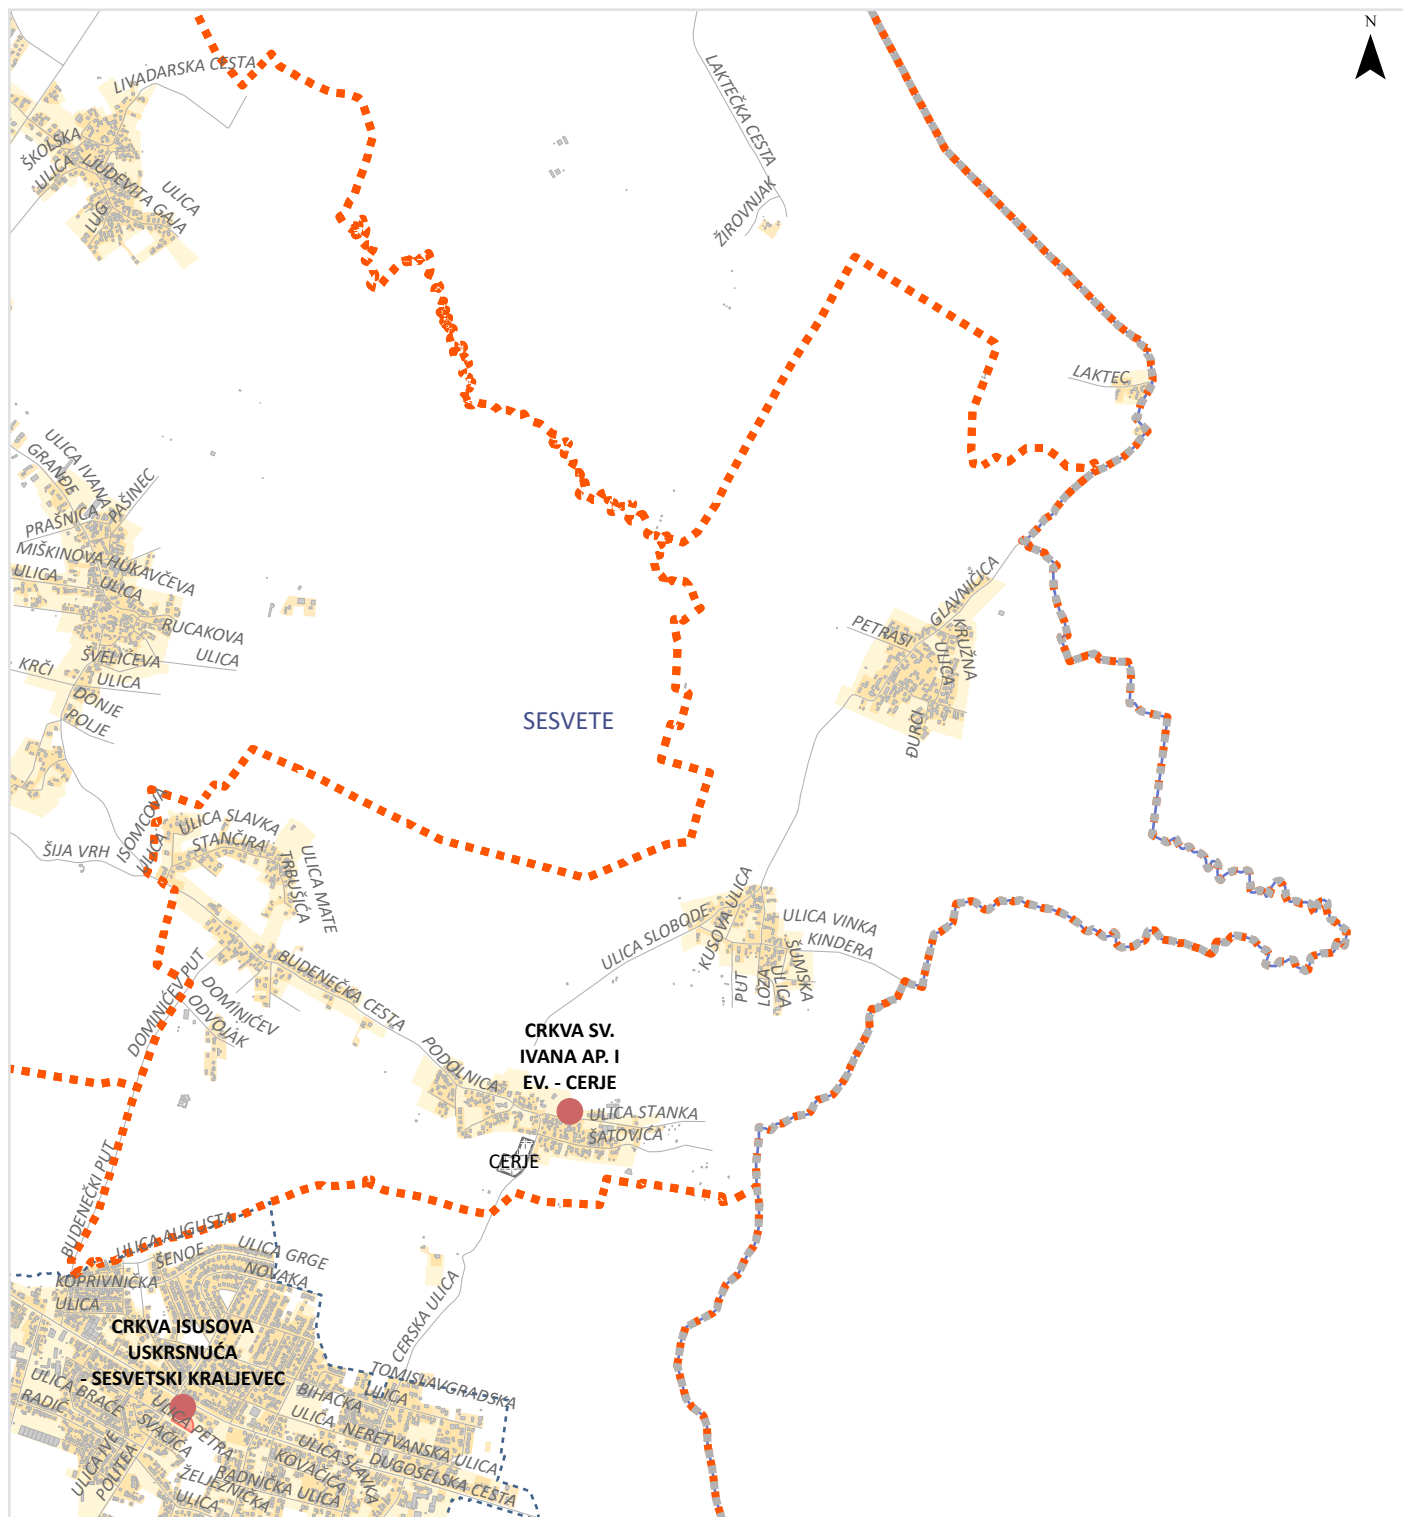 N
LIVADARSKA CESTA
LAKTEČKA CESTA
ŠKOLSKA
ULICA
LJUDEVITA GAJA
ULICA
LUG
ŽIROVNJAK
LAKTEC
ULICA IVANA
GRANĐE
PAŠINEC
PRAŠNICA
MIŠKINOVA
HUKAVČEVA
ULICA
ULICA
RUCAKOVA
ULICA
ŠVELIČEVA
ULICA
KRČI
DONJE
POLJE
GLAVNIČICA
PETRASI
KRUŽNA
ULICA
ĐURCI
SESVETE
ISOMCOVA
ULICA
ŠIJA VRH
ULICA SLAVKA
STANČIRA
ULICA MATE
TRBUŠIĆA
KUSOVA ULICA
ULICA SLOBODE
ULICA VINKA
KINDERA
ŠUMSKA
ULICA
PUT
LOZA
BUDENEČKA CESTA
DOMINIĆEV PUT
DOMINIĆEV
ODVOJAK
PODOLNICA
CRKVA SV.
IVANA AP. I
EV. - CERJE
ULICA STANKA
ŠATOVIĆA
CERJE
BUDENEČKI PUT
ULICA AUGUSTA
ŠENOE
ULICA GRGE
NOVAKA
KOPRIVNIČKA
ULICA
CERSKA ULICA
CRKVA ISUSOVA
USKRSNUĆA
- SESVETSKI KRALJEVEC
TOMISLAVGRADSKA
ULICA
BIHAĆKA
ULICA
ULICA BRAĆE
RADIĆ
ULICA PETRA
SVAČIĆA
NERETVANSKA ULICA
ULICA SLAVKA
KOVAČIĆA
DUGOSELSKA CESTA
ULICA IVE
POLITEA
RADNIČKA ULICA
ŽELJEZNIČKA
ULICA